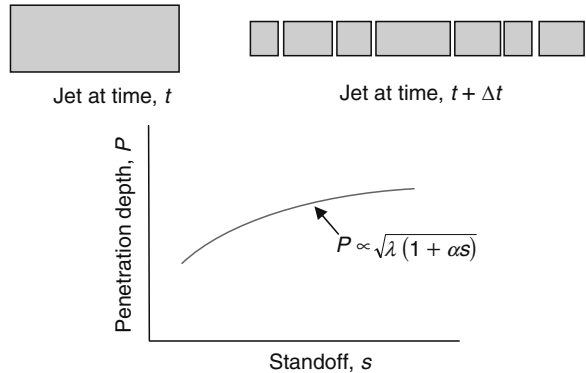 Jet at time, t
Jet at time, t + Δt
Penetration depth, P
P ∝ √λ (1 + αs)
Standoff, s